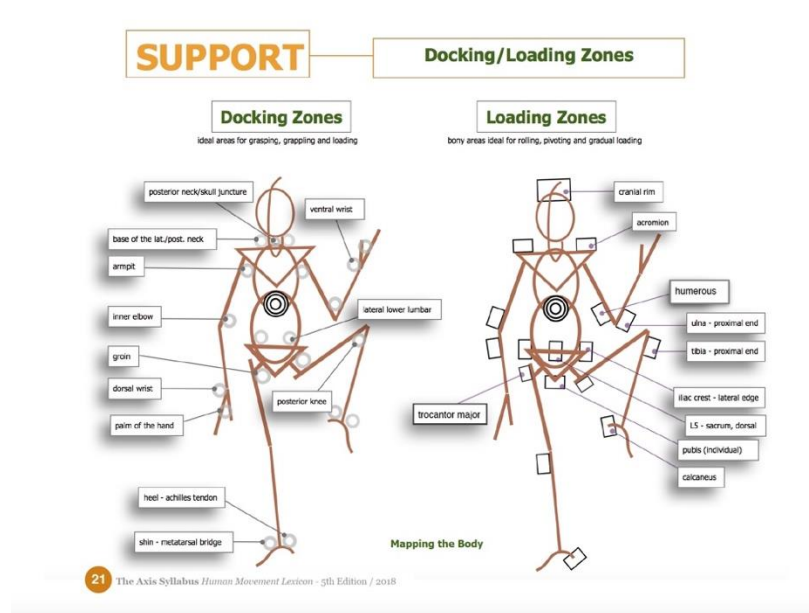 SUPPORT
Docking/Loading Zones
Docking Zones
ideal areas for grasping, grappling and loading
posterior neck/skull juncture
ventral wrist
base of the lat./post. neck
armpit
inner elbow
lateral lower lumbar
groin
dorsal wrist
posterior knee
palm of the hand
heel - achilles tendon
shin - metatarsal bridge
Loading Zones
bony areas ideal for rolling, pivoting and gradual loading
cranial rim
acromion
humerous
ulna - proximal end
tibia - proximal end
iliac crest - lateral edge
trocantor major
L5 - sacrum, dorsal
pubis (individual)
calcaneus
Mapping the Body
21 The Axis Syllabus Human Movement Lexicon - 5th Edition / 2018